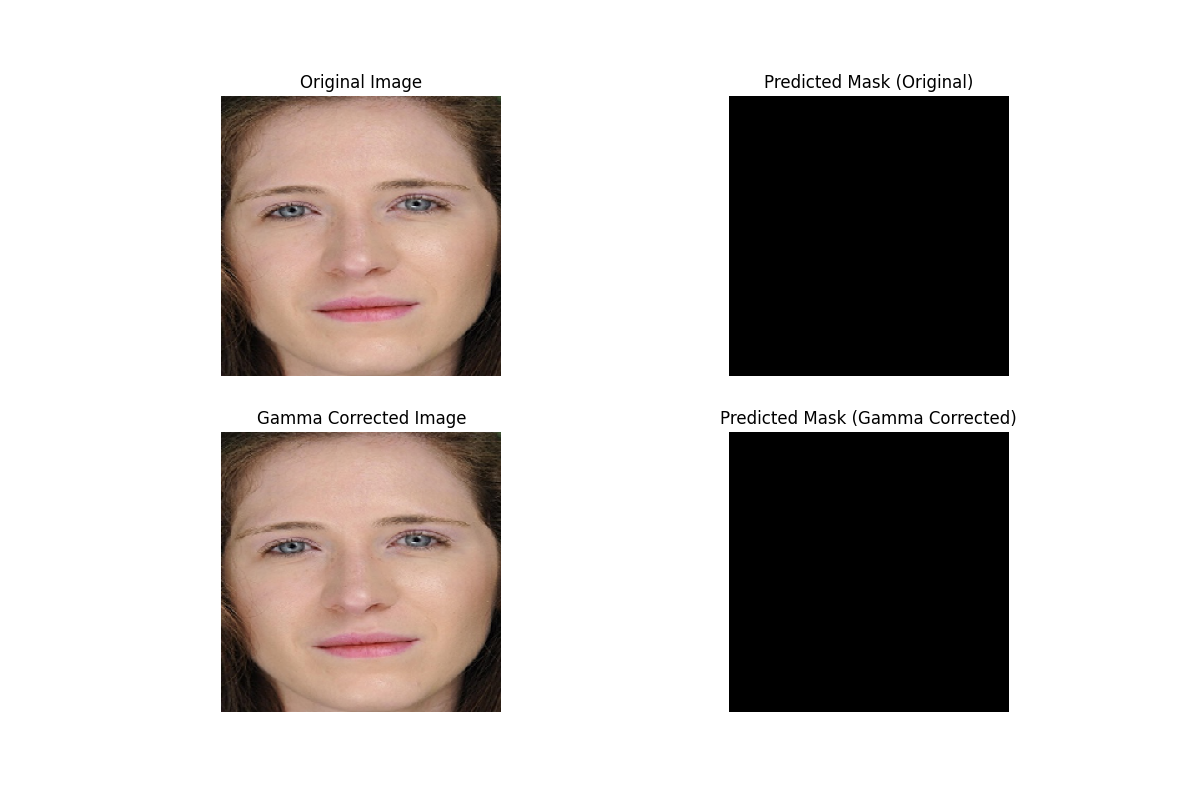 Original Image
Predicted Mask (Original)
Gamma Corrected Image
Predicted Mask (Gamma Corrected)